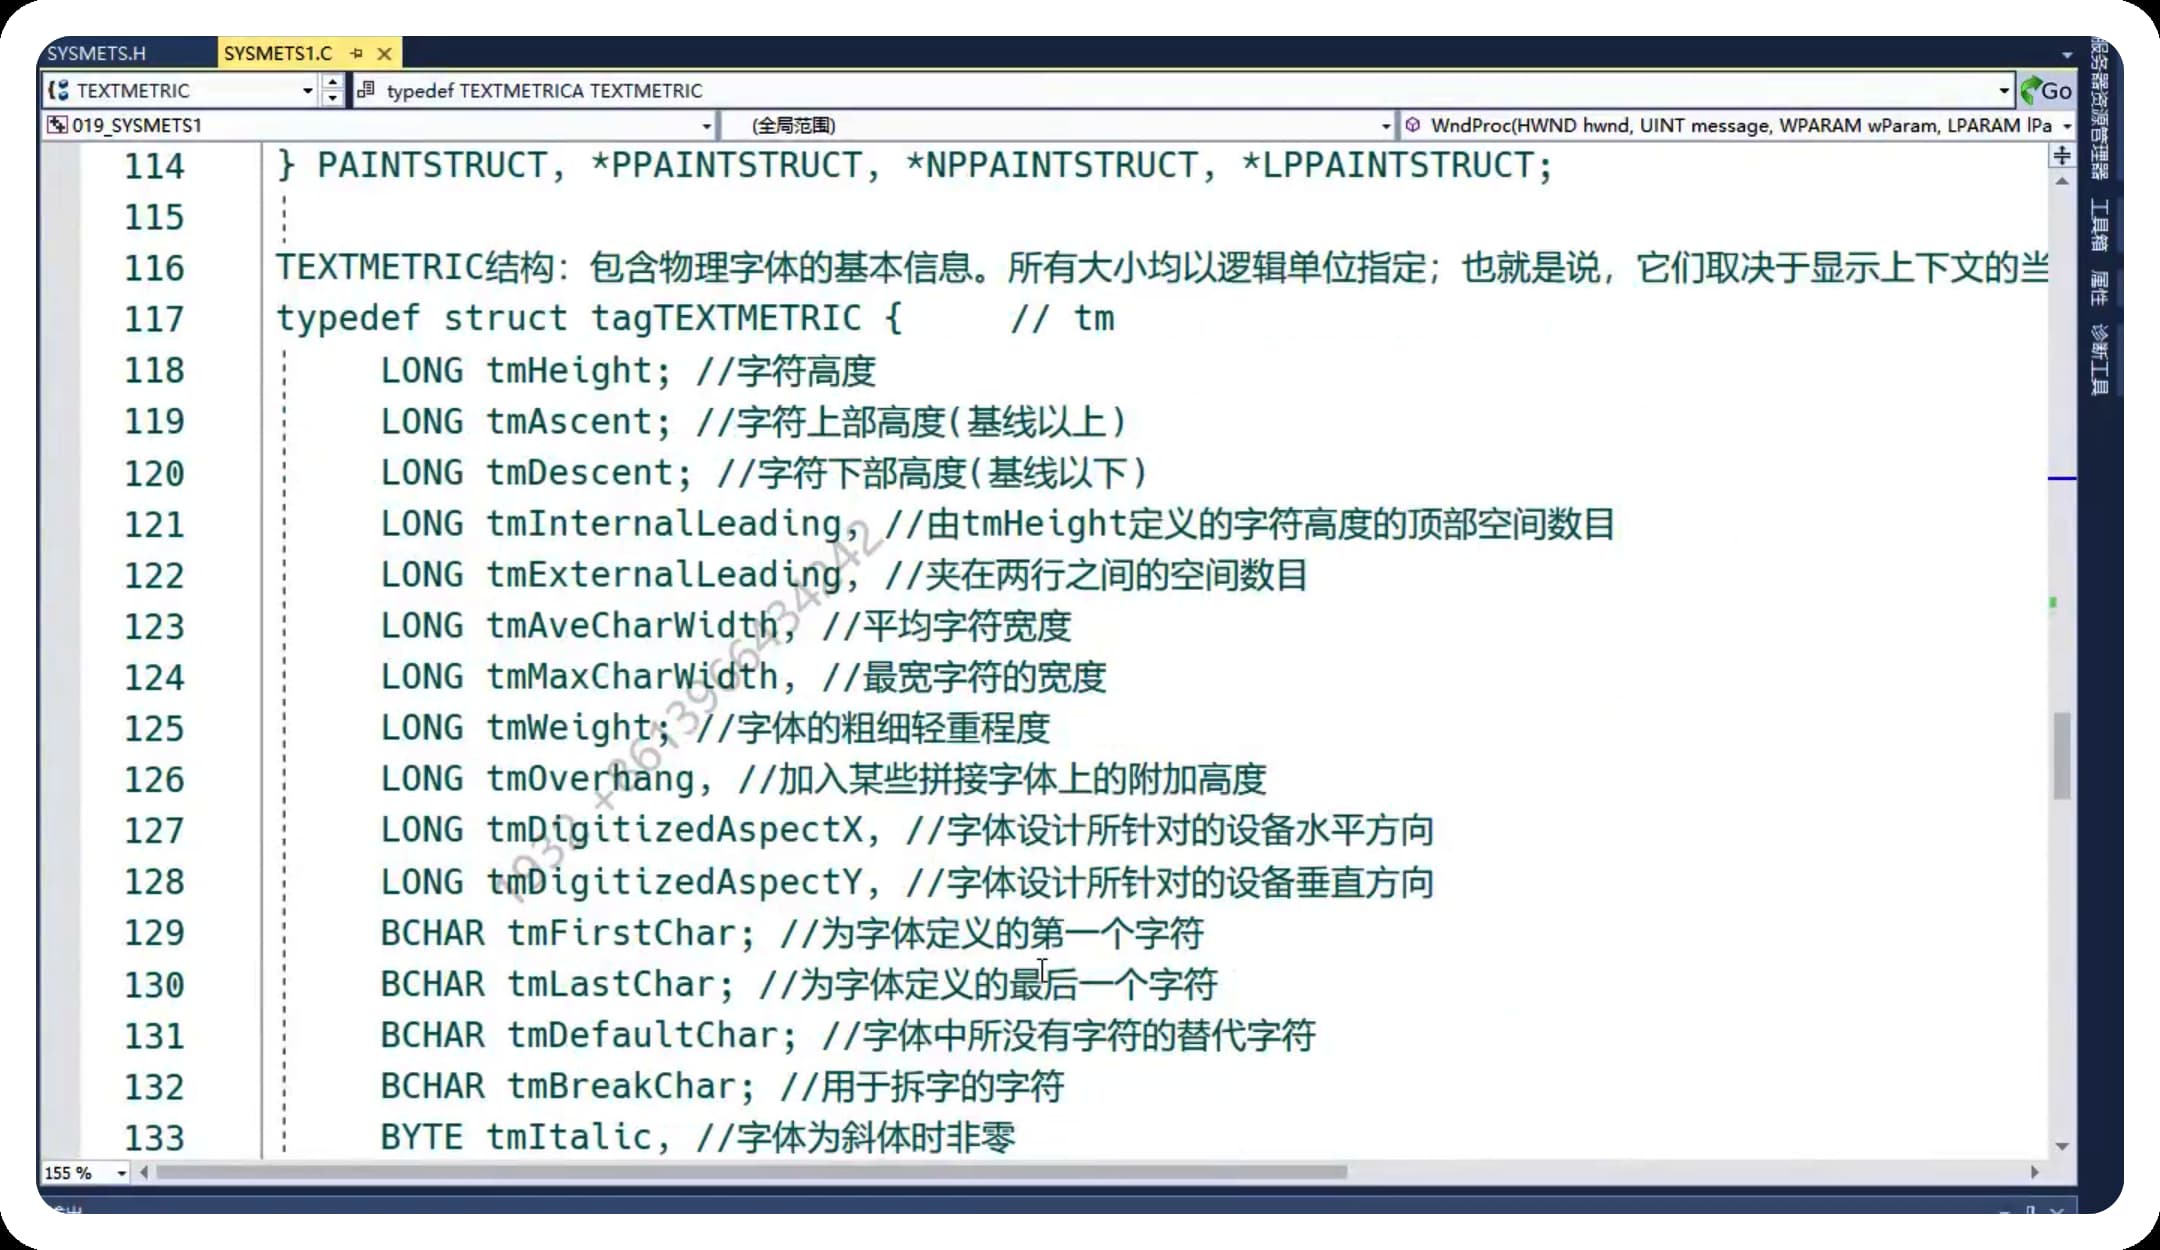 SYSMETS.H SYSMETS1.C
TEXTMETRIC typedef TEXTMETRICA TEXTMETRIC Go
019_SYSMETS1 (全局范围) WndProc(HWND hwnd, UINT message, WPARAM wParam, LPARAM lPa
114 } PAINTSTRUCT, *PPAINTSTRUCT, *NPPAINTSTRUCT, *LPPAINTSTRUCT;
115
116 TEXTMETRIC结构：包含物理字体的基本信息。所有大小均以逻辑单位指定；也就是说，它们取决于显示上下文的当
117 typedef struct tagTEXTMETRIC { // tm
118 LONG tmHeight; //字符高度
119 LONG tmAscent; //字符上部高度(基线以上)
120 LONG tmDescent; //字符下部高度(基线以下)
121 LONG tmInternalLeading, //由tmHeight定义的字符高度的顶部空间数目
122 LONG tmExternalLeading, //夹在两行之间的空间数目
123 LONG tmAveCharWidth, //平均字符宽度
124 LONG tmMaxCharWidth, //最宽字符的宽度
125 LONG tmWeight; //字体的粗细轻重程度
126 LONG tmOverhang, //加入某些拼接字体上的附加高度
127 LONG tmDigitizedAspectX, //字体设计所针对的设备水平方向
128 LONG tmDigitizedAspectY, //字体设计所针对的设备垂直方向
129 BCHAR tmFirstChar; //为字体定义的第一个字符
130 BCHAR tmLastChar; //为字体定义的最后一个字符
131 BCHAR tmDefaultChar; //字体中所没有字符的替代字符
132 BCHAR tmBreakChar; //用于拆字的字符
133 BYTE tmItalic, //字体为斜体时非零
155 %
服务器资源管理器
工具箱
属性
诊断工具